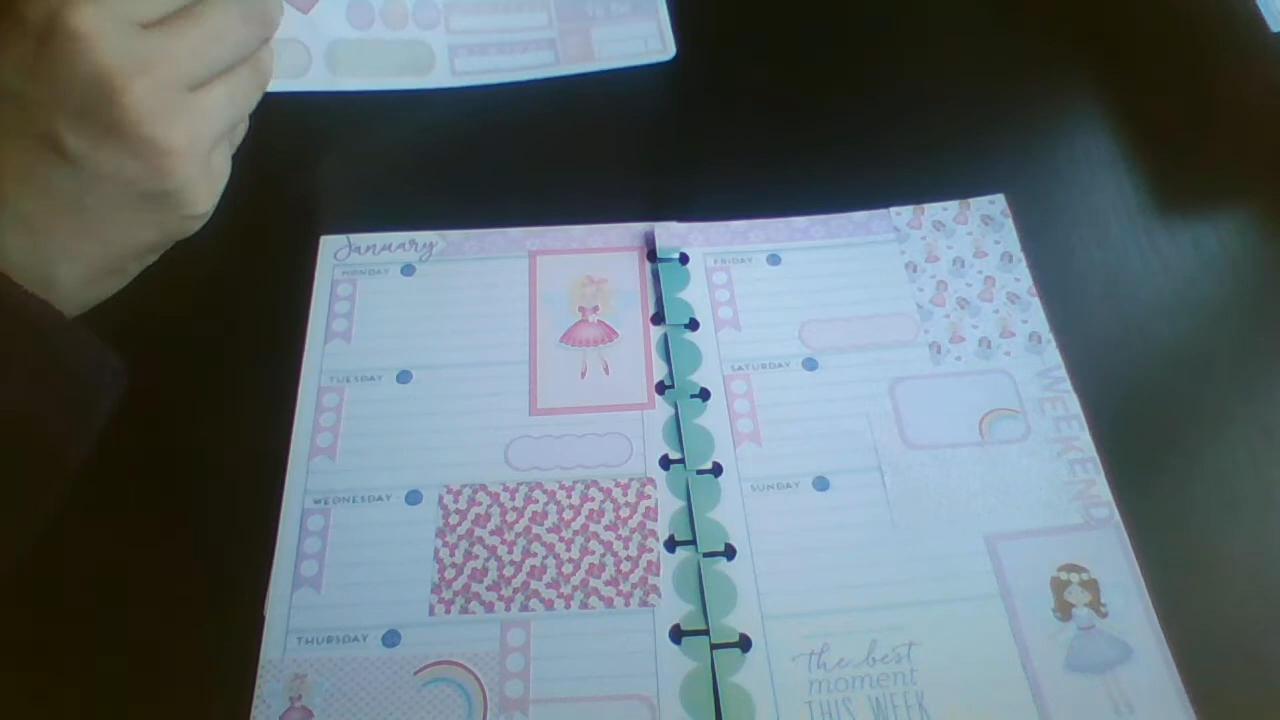 January
MONDAY
TUESDAY
WEDNESDAY
THURSDAY
FRIDAY
SATURDAY
WEEKEND
SUNDAY
the best
moment
THIS WEEK